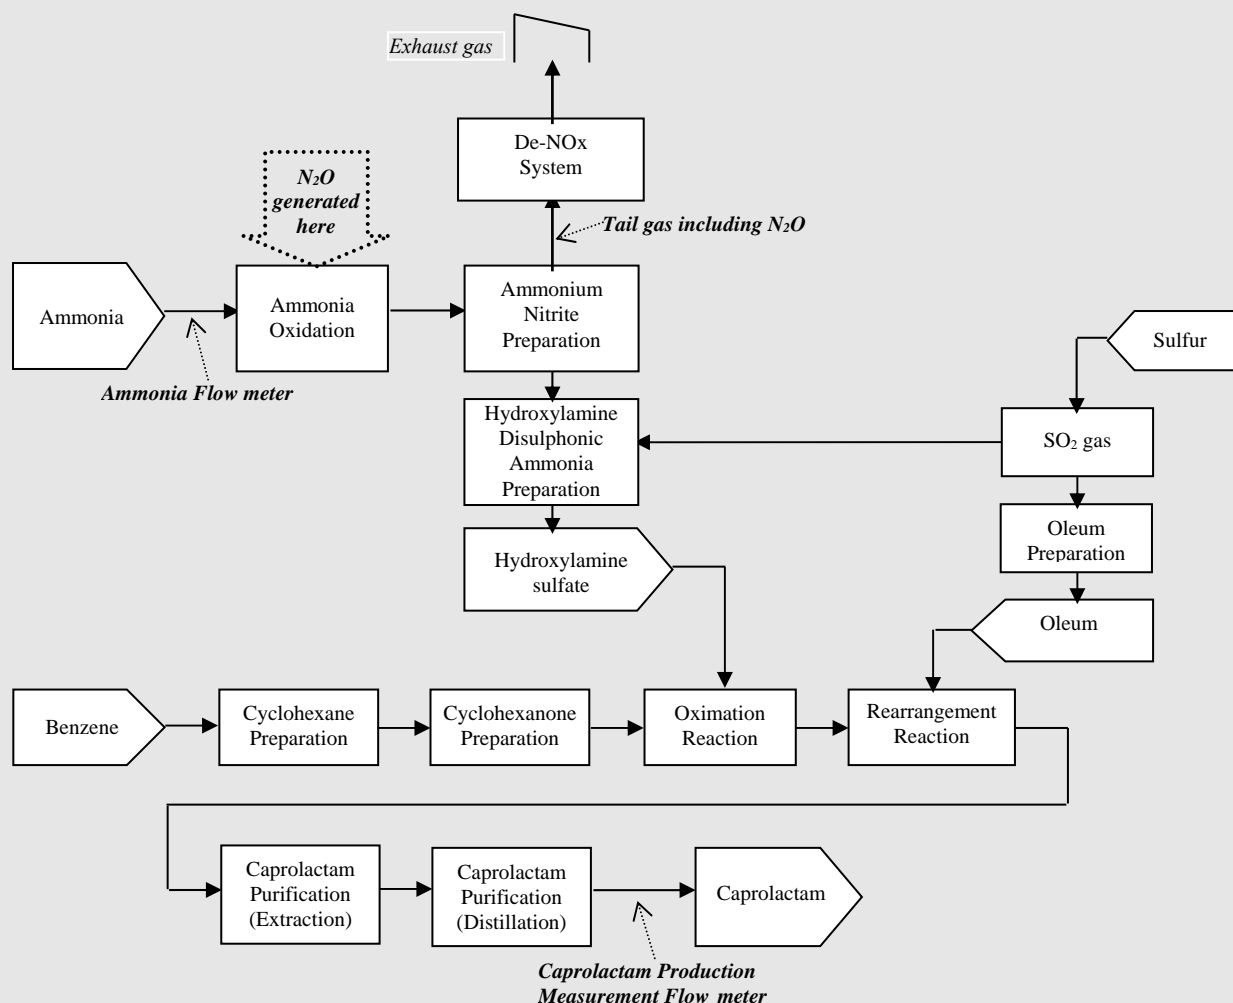 Exhaust gas
De-NOx
System
N₂O
generated
here
Tail gas including N₂O
Ammonia
Ammonia
Oxidation
Ammonium
Nitrite
Preparation
Sulfur
Ammonia Flow meter
Hydroxylamine
Disulphonic
Ammonia
Preparation
SO₂ gas
Oleum
Preparation
Hydroxylamine
sulfate
Oleum
Benzene
Cyclohexane
Preparation
Cyclohexanone
Preparation
Oximation
Reaction
Rearrangement
Reaction
Caprolactam
Purification
(Extraction)
Caprolactam
Purification
(Distillation)
Caprolactam
Caprolactam Production
Measurement Flow meter